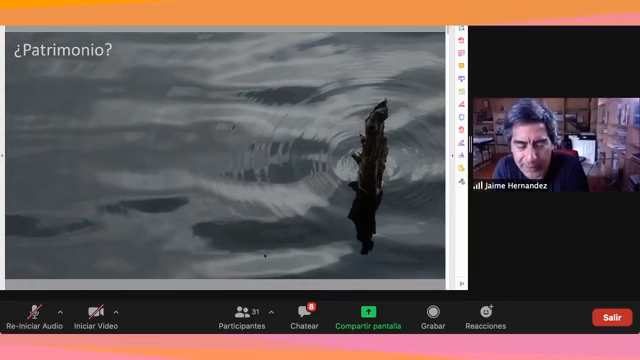 ¿Patrimonio?
Jaime Hernandez
Re-Iniciar Audio
Iniciar Video
31
Participantes
8
Chatear
Compartir pantalla
Grabar
Reacciones
Salir